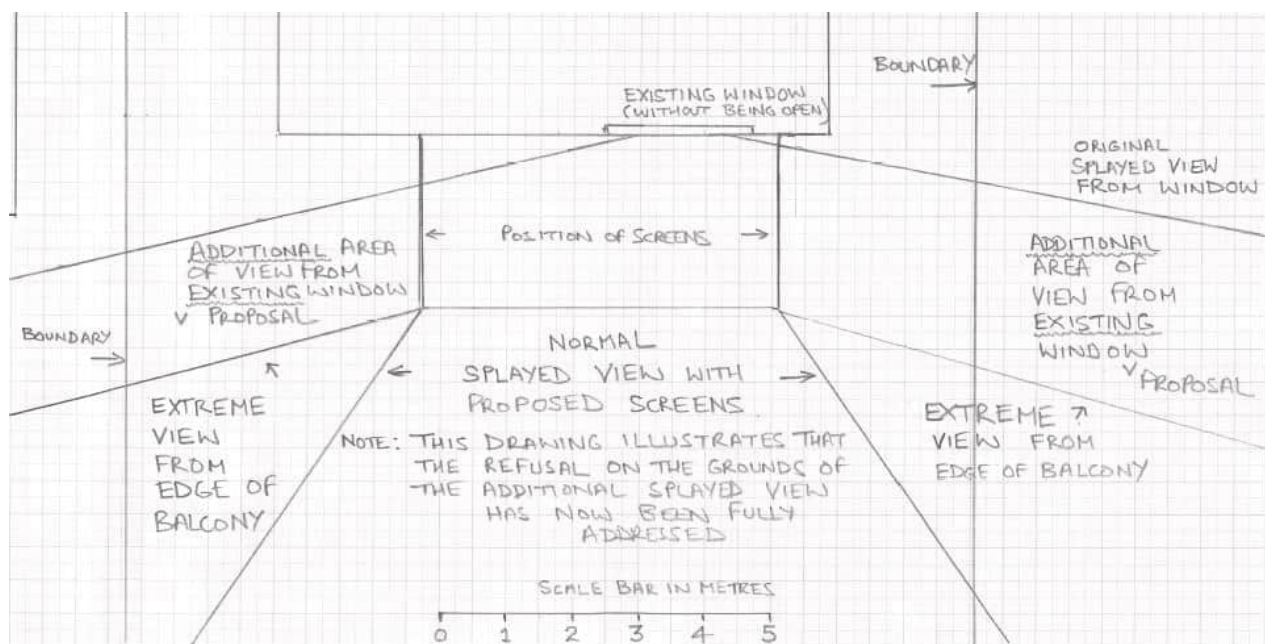 BOUNDARY
EXISTING WINDOW
(WITHOUT BEING OPEN)
ORIGINAL
SPLAYED VIEW
FROM WINDOW
POSITION OF SCREENS
ADDITIONAL AREA
OF VIEW FROM
EXISTING WINDOW
V PROPOSAL
ADDITIONAL
AREA OF
VIEW FROM
EXISTING
WINDOW
V
PROPOSAL
BOUNDARY
NORMAL
SPLAYED VIEW WITH
PROPOSED SCREENS.
EXTREME
VIEW
FROM
EDGE OF
BALCONY
EXTREME
VIEW FROM
EDGE OF BALCONY
NOTE: THIS DRAWING ILLUSTRATES THAT
THE REFUSAL ON THE GROUNDS OF
THE ADDITIONAL SPLAYED VIEW
HAS NOW BEEN FULLY
ADDRESSED
SCALE BAR IN METRES
0 1 2 3 4 5